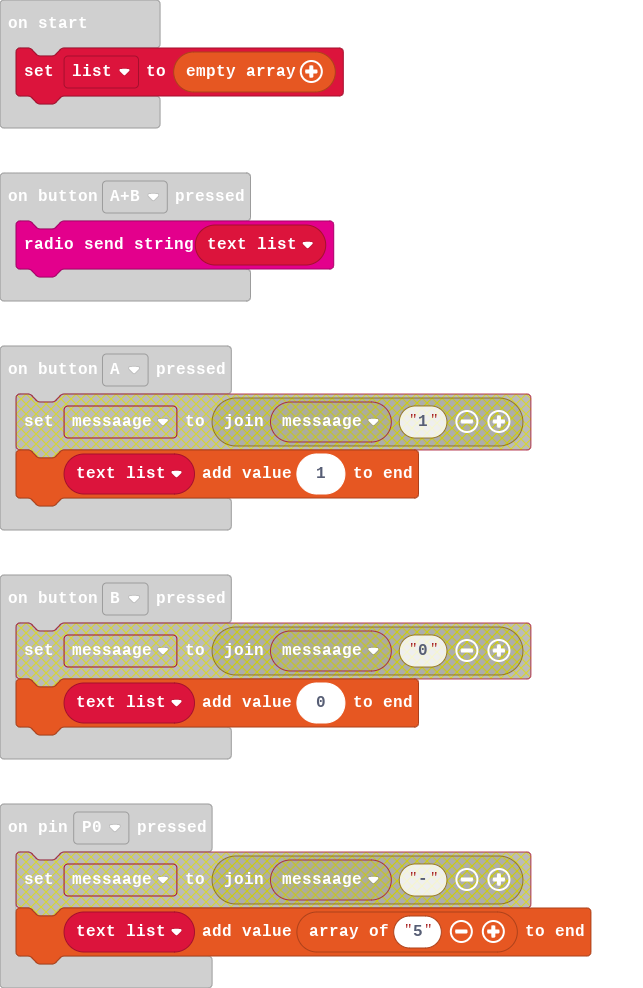 on start
set list to empty array
on button A+B pressed
radio send string text list
on button A pressed
set messaage to join messaage "1"
text list add value 1 to end
on button B pressed
set messaage to join messaage "0"
text list add value 0 to end
on pin P0 pressed
set messaage to join messaage "-"
text list add value array of "5" to end